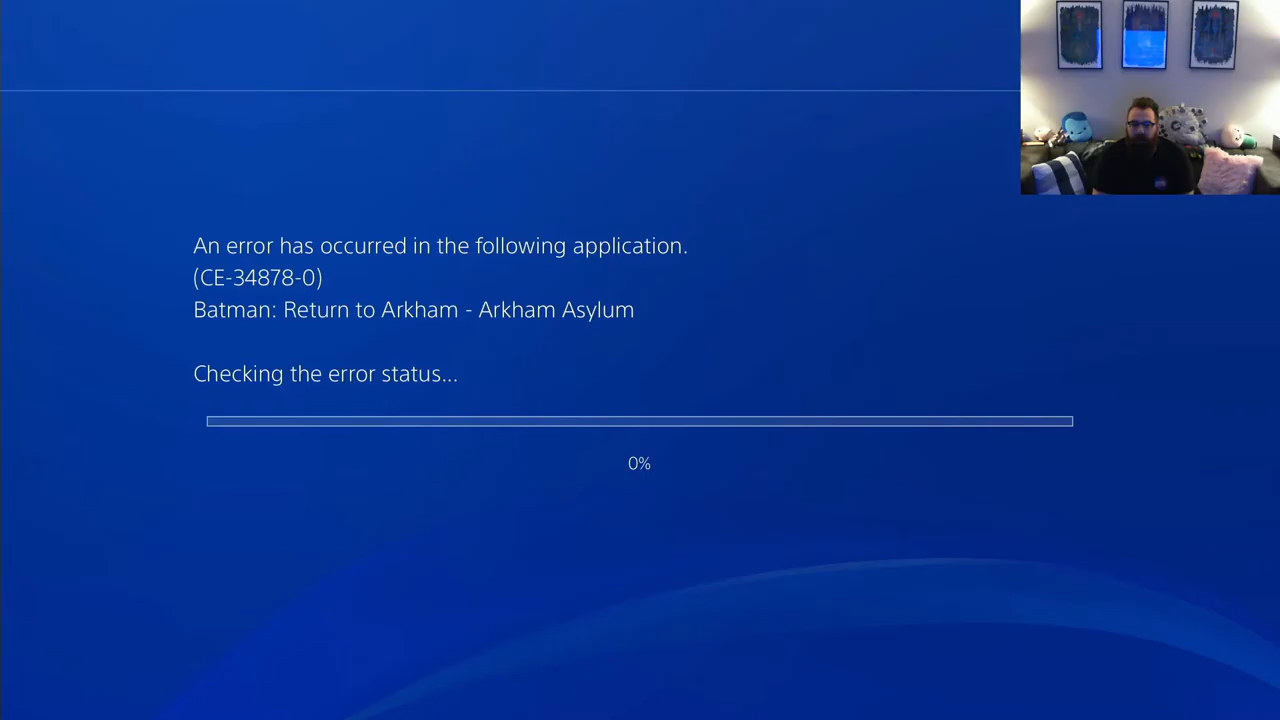 An error has occurred in the following application.
(CE-34878-0)
Batman: Return to Arkham - Arkham Asylum
Checking the error status...
0%